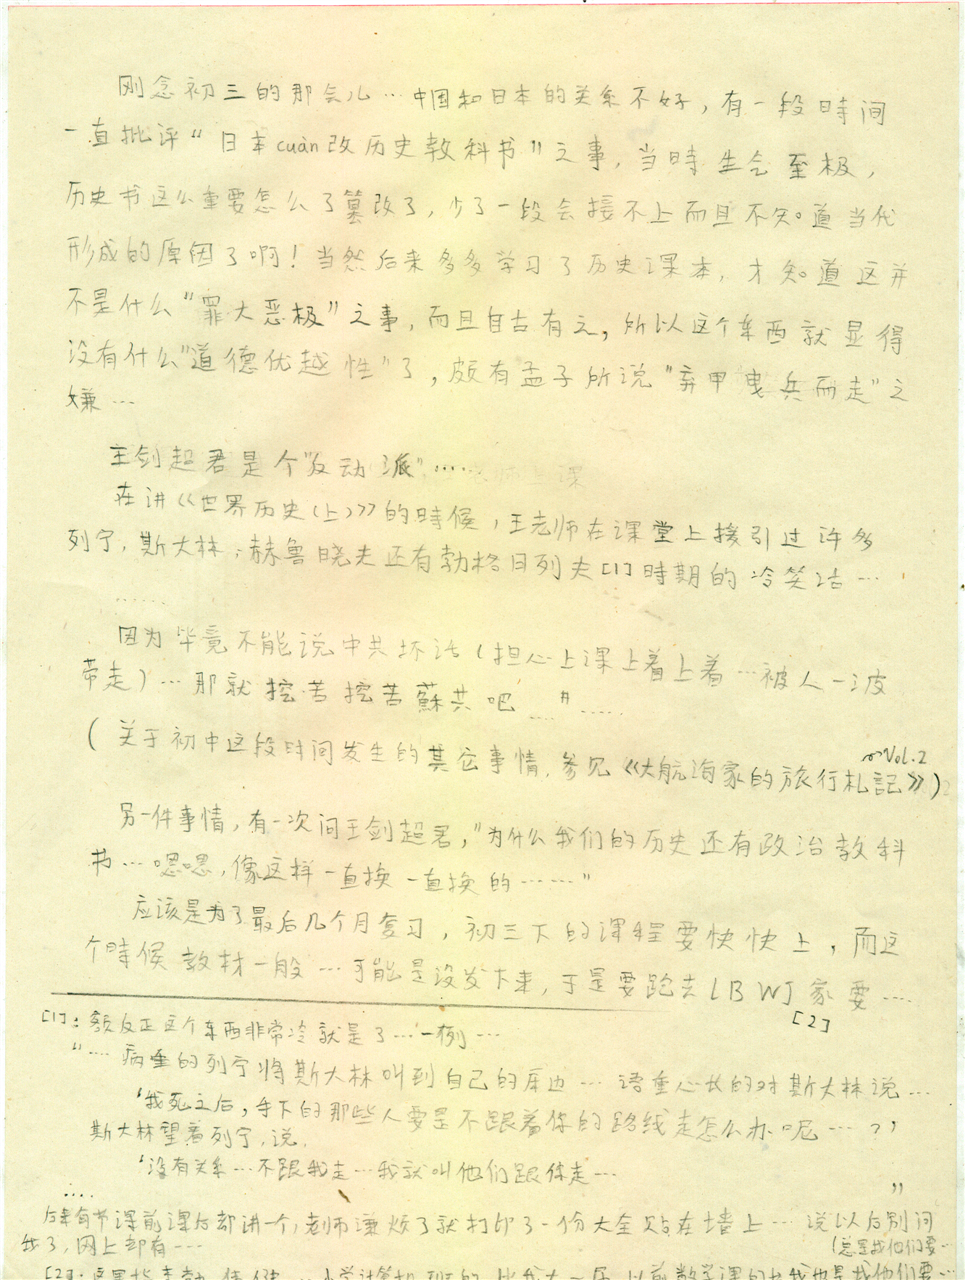 刚念初三的那会儿…中国和日本的关系不好，有一段時间
一直批评“日本cuàn改历史教科书”之事，当時生气至极，
历史书这么重要怎么了篡改了，少了一段会接不上而且不知道当代
形成的原因了啊！当然后来多多学习了历史课本，才知道这并
不是什么“罪大恶极”之事，而且自古有之，所以这个东西就显得
没有什么“道德优越性”了，颇有孟子所说“弃甲曳兵而走”之
嫌…
王剑超君是个“反动派”……
在讲《世界历史（上）》的時候，王老师在课堂上接引过许多
列宁，斯大林，赫鲁晓夫还有勃格日列夫[1]時期的冷笑话…
……
因为毕竟不能说中共坏话（担心上课上着上着…被人一波
带走）…那就挖苦挖苦蘇共吧……”……
（关于初中这段时间发生的其它事情，参见《大航海家的旅行札記》）
Vol.2
另一件事情，有一次问王剑超君，“为什么我们的历史还有政治教科
书…嗯嗯，像这样一直换一直换的……”
应该是为了最后几个月复习，初三下的课程要快快上，而这
个時候教材一般…可能是没发下来，于是要跑去LBWJ家要…
[2]
[1]：额反正这个东西非常冷就是了…一例…
“…病重的列宁将斯大林叫到自己的床边…语重心长的对斯大林说…
‘我死之后，手下的那些人要是不跟着你的路线走怎么办呢…？’
斯大林望着列宁，说，
‘没有关系…不跟我走…我就叫他们跟你走…
…. ”
后来每节课前课后都讲一个，老师嫌烦了就打印了一份大全贴在墙上…说以后别问
我了，网上都有…
（总是我他们要…
[2]：